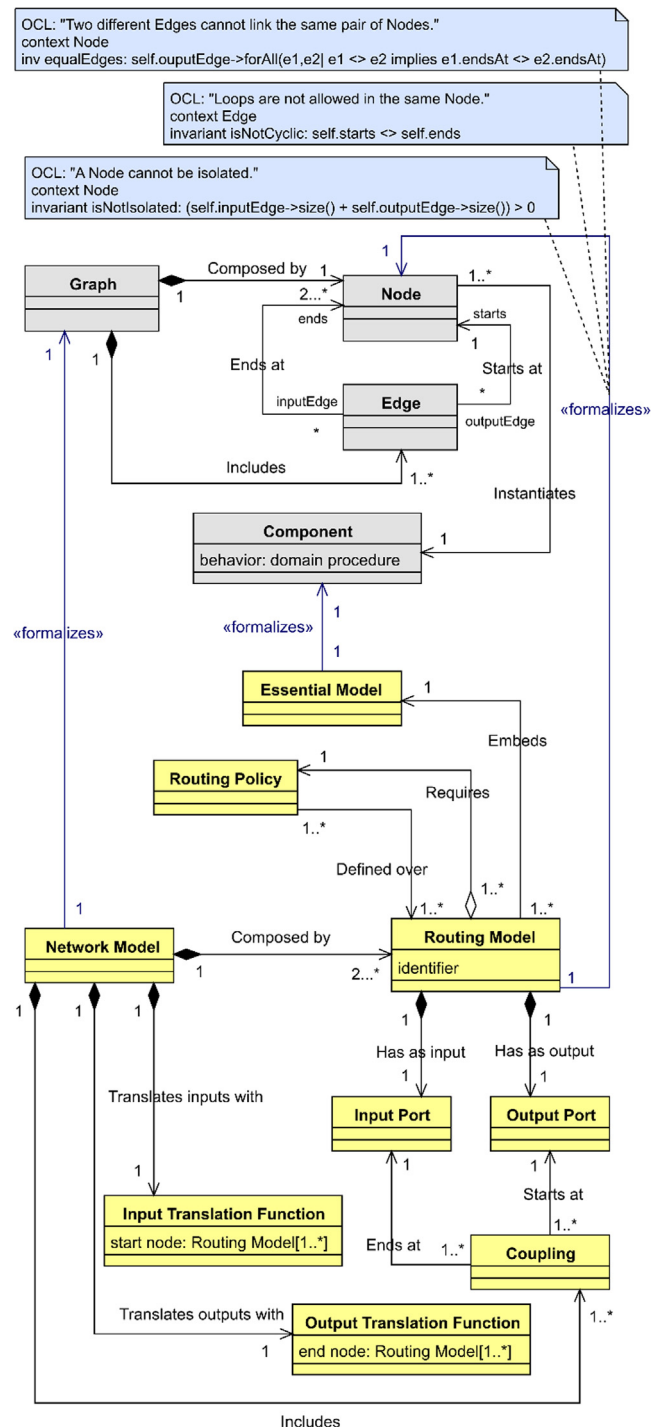 OCL: "Two different Edges cannot link the same pair of Nodes."
context Node
inv equalEdges: self.ouputEdge->forAll(e1,e2| e1 <> e2 implies e1.endsAt <> e2.endsAt)
OCL: "Loops are not allowed in the same Node."
context Edge
invariant isNotCyclic: self.starts <> self.ends
OCL: "A Node cannot be isolated."
context Node
invariant isNotIsolated: (self.inputEdge->size() + self.outputEdge->size()) > 0
1
Graph
Composed by
1
1
2...*
ends
Node
1..*
starts
1
1
1
Ends at
Starts at
inputEdge
*
Edge
*
outputEdge
«formalizes»
Includes
1..*
Instantiates
Component
behavior: domain procedure
1
«formalizes»
«formalizes»
1
1
Essential Model
1
Embeds
Routing Policy
1
Requires
1..*
Defined over
1..*
1..*
1..*
1
Network Model
Composed by
1
2...*
Routing Model
identifier
1
1
1
1
1
1
Has as input
Has as output
1
1
Translates inputs with
Input Port
Output Port
1
1
1
Starts at
1..*
Input Translation Function
start node: Routing Model[1..*]
Ends at
1..*
Coupling
Translates outputs with
1
Output Translation Function
end node: Routing Model[1..*]
1..*
Includes